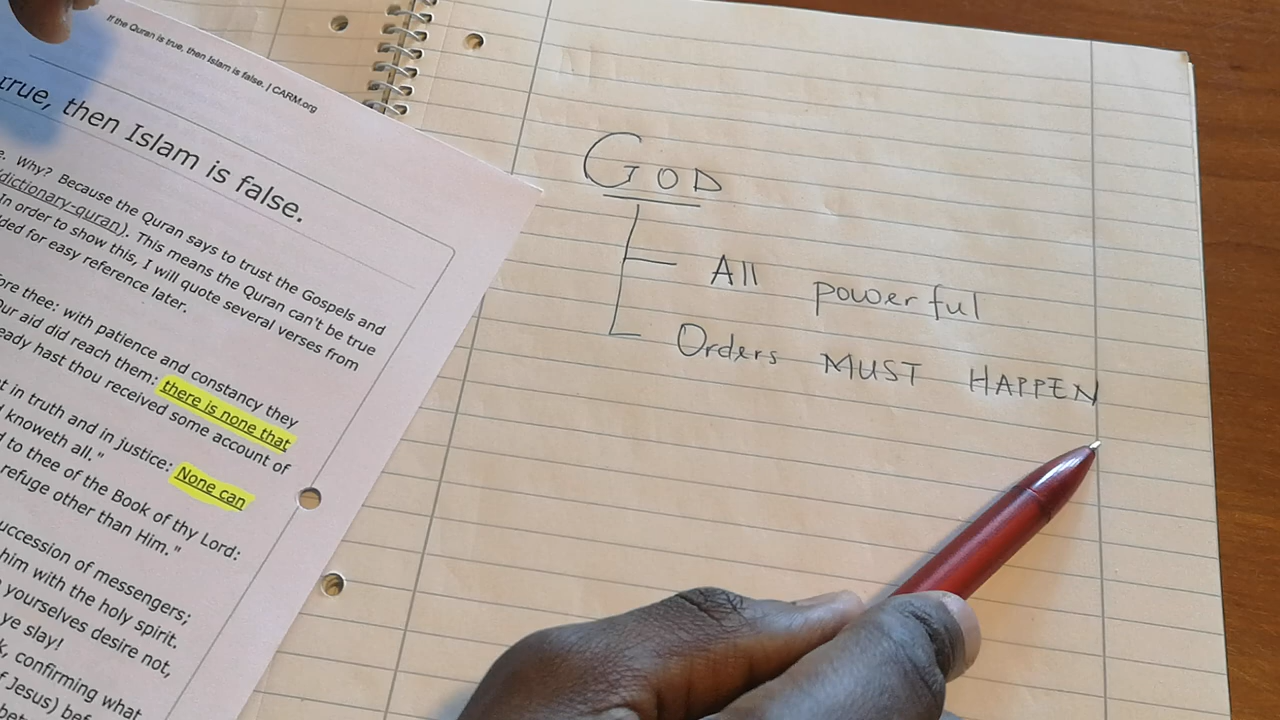 If the Quran is true, then Islam is false. | CARM.org
true, then Islam is false.
e. Why? Because the Quran says to trust the Gospels and
(dictionary-quran). This means the Quran can't be true
In order to show this, I will quote several verses from
ded for easy reference later.
ore thee: with patience and constancy they
Our aid did reach them: there is none that
eady hast thou received some account of
t in truth and in justice: None can
knoweth all."
d to thee of the Book of thy Lord:
refuge other than Him."
uccession of messengers;
him with the holy spirit.
yourselves desire not,
ye slay!
k, confirming what
f Jesus) bef
GOD
All powerful
Orders MUST HAPPEN